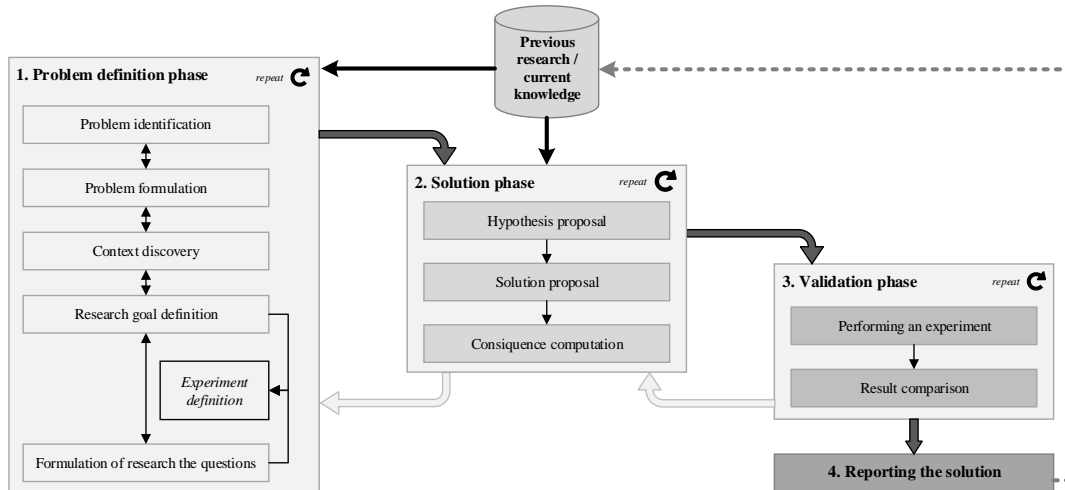 Previous
research /
current
knowledge
1. Problem definition phase
repeat
Problem identification
Problem formulation
Context discovery
Research goal definition
Experiment
definition
Formulation of research the questions
2. Solution phase
repeat
Hypothesis proposal
Solution proposal
Consiquence computation
3. Validation phase
repeat
Performing an experiment
Result comparison
4. Reporting the solution